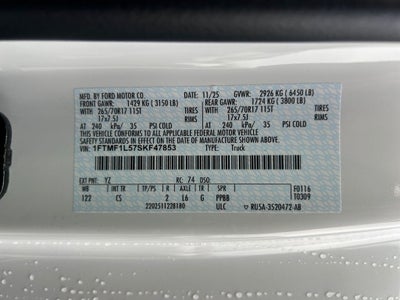 MFD. BY FORD MOTOR CO. 11/25 GVWR: 2926 KG ( 6450 LB)
FRONT GAWR: 1429 KG ( 3150 LB) REAR GAWR: 1724 KG ( 3800 LB)
265/70R17 115T WITH 265/70R17 115T WITH
17x7.5J TIRES RIMS 17x7.5J TIRES RIMS
AT 240 kPa/ 35 PSI COLD AT 240 kPa/ 35 PSI COLD
THIS VEHICLE CONFORMS TO ALL APPLICABLE FEDERAL MOTOR VEHICLE SAFETY
STANDARDS IN EFFECT ON THE DATE OF MANUFACTURE SHOWN ABOVE.
VIN: 1FTMF1L57SKF47853 TYPE: Truck
EXT PNT: YZ RC: 74 DSO:
WB INT TR TP/PS R AXLE TR SPR F0116
122 CS 2 L6 G PPBB T0309
2202511228180 ULC RU5A-3520472-AB